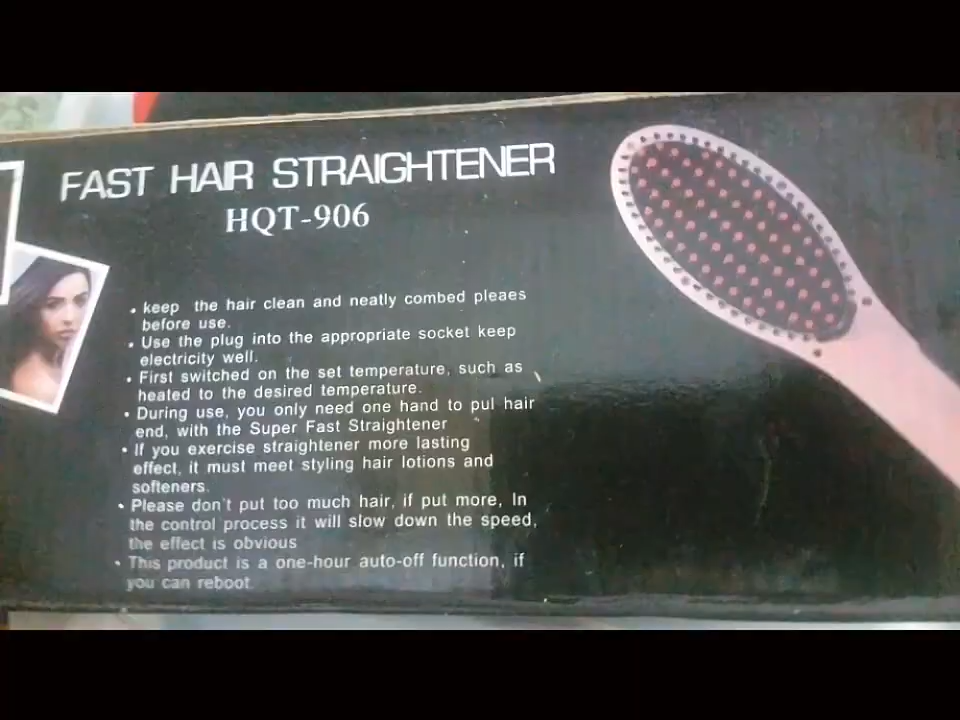 FAST HAIR STRAIGHTENER
HQT-906
• keep the hair clean and neatly combed pleaes
before use.
• Use the plug into the appropriate socket keep
electricity well.
• First switched on the set temperature, such as
heated to the desired temperature.
• During use, you only need one hand to pul hair
end, with the Super Fast Straightener
• If you exercise straightener more lasting
effect, it must meet styling hair lotions and
softeners.
• Please don't put too much hair, if put more, In
the control process it will slow down the speed,
the effect is obvious
• This product is a one-hour auto-off function, if
you can reboot.